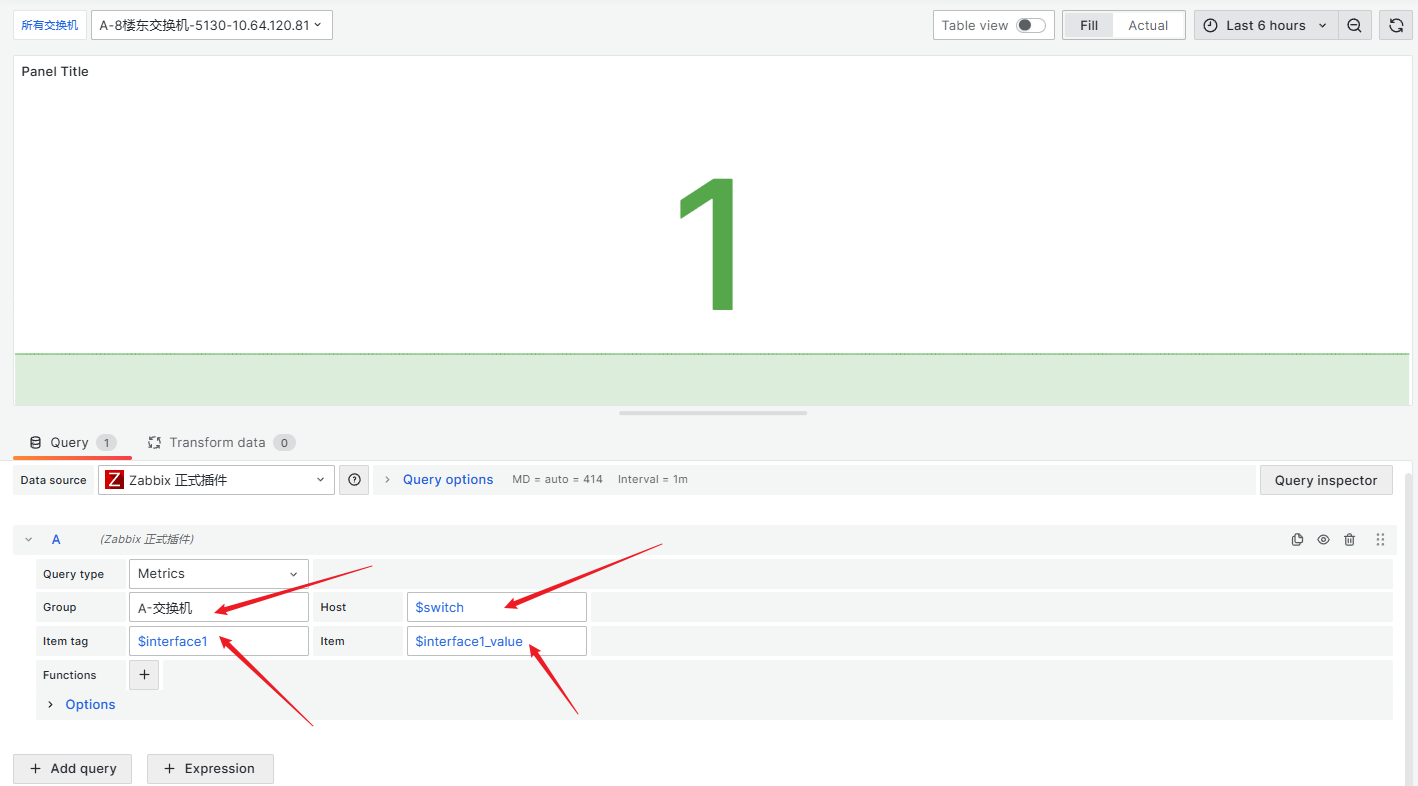 所有交换机 A-8楼东交换机-5130-10.64.120.81 Table view Fill Actual Last 6 hours
Panel Title
1
Query 1 Transform data 0
Data source Z Zabbix 正式插件 Query options MD = auto = 414 Interval = 1m Query inspector
A (Zabbix 正式插件)
Query type Metrics
Group A-交换机 Host $switch
Item tag $interface1 Item $interface1_value
Functions +
Options
+ Add query + Expression